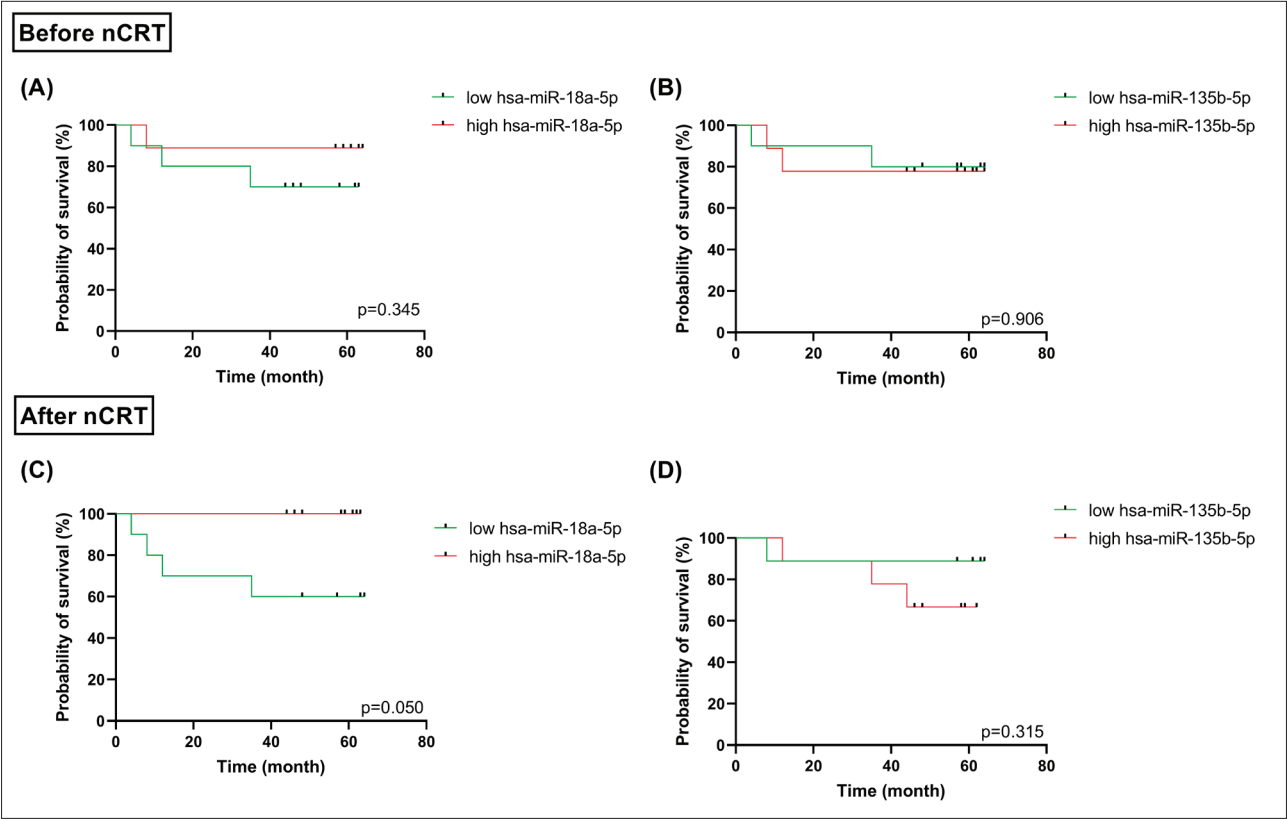 Before nCRT
(A)
low hsa-miR-18a-5p
high hsa-miR-18a-5p
Probability of survival (%)
100
80
60
40
20
0
0 20 40 60 80
p=0.345
Time (month)
(B)
low hsa-miR-135b-5p
high hsa-miR-135b-5p
Probability of survival (%)
100
80
60
40
20
0
0 20 40 60 80
p=0.906
Time (month)
After nCRT
(C)
low hsa-miR-18a-5p
high hsa-miR-18a-5p
Probability of survival (%)
100
80
60
40
20
0
0 20 40 60 80
p=0.050
Time (month)
(D)
low hsa-miR-135b-5p
high hsa-miR-135b-5p
Probability of survival (%)
100
80
60
40
20
0
0 20 40 60 80
p=0.315
Time (month)